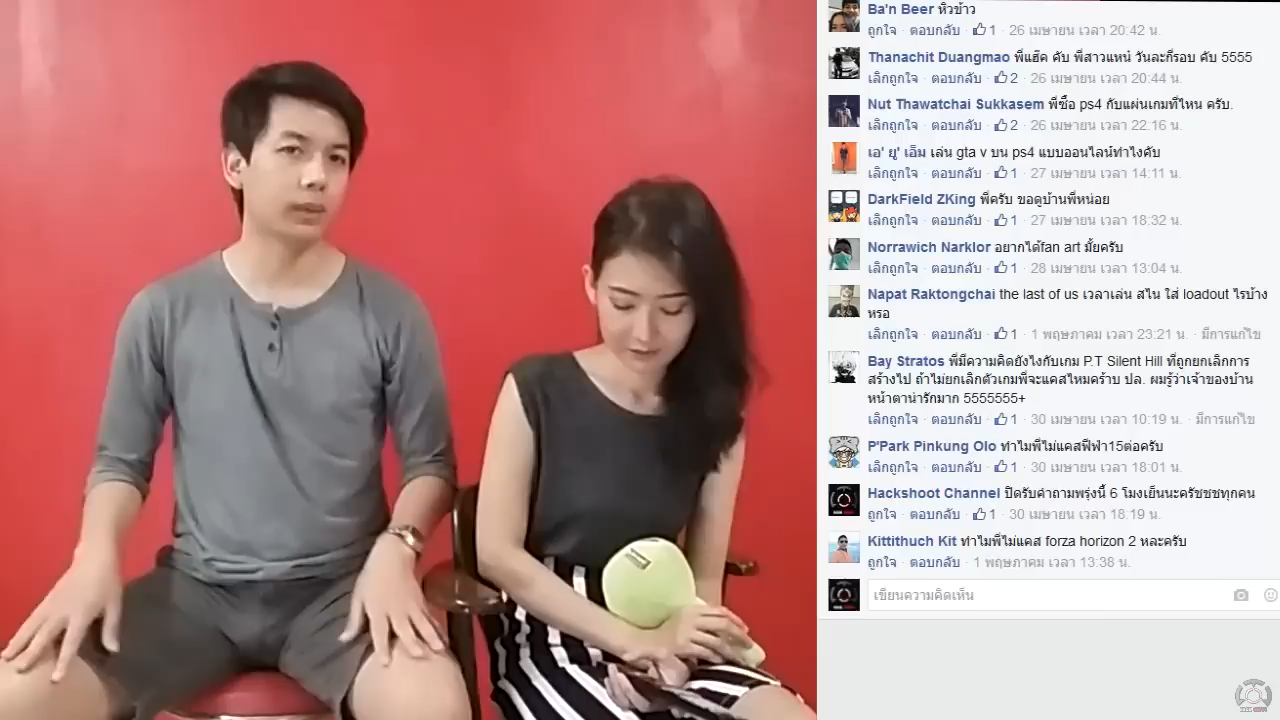 Ba'n Beer หิวข้าว
ถูกใจ · ตอบกลับ · 1 · 26 เมษายน เวลา 20:42 น.
Thanachit Duangmao พี่แฮ๊ค คับ พี่สาวแหน่ วันละกี่รอบ คับ 5555
เลิกถูกใจ · ตอบกลับ · 2 · 26 เมษายน เวลา 20:44 น.
Nut Thawatchai Sukkasem พี่ซื้อ ps4 กับแผ่นเกมที่ไหน ครับ.
เลิกถูกใจ · ตอบกลับ · 2 · 26 เมษายน เวลา 22:16 น.
เอ' ยู' เอ็ม เล่น gta v บน ps4 แบบออนไลน์ทำไงคับ
เลิกถูกใจ · ตอบกลับ · 1 · 27 เมษายน เวลา 14:11 น.
DarkField ZKing พี่ครับ ขอดูบ้านพี่หน่อย
เลิกถูกใจ · ตอบกลับ · 1 · 27 เมษายน เวลา 18:32 น.
Norrawich Narklor อยากได้fan art มั้ยครับ
เลิกถูกใจ · ตอบกลับ · 1 · 28 เมษายน เวลา 13:04 น.
Napat Raktongchai the last of us เวลาเล่น สไน ใส่ loadout ไรบ้าง
หรอ
เลิกถูกใจ · ตอบกลับ · 1 · 1 พฤษภาคม เวลา 23:21 น. · มีการแก้ไข
Bay Stratos พี่มีความคิดยังไงกับเกม P.T Silent Hill ที่ถูกยกเลิกการ
สร้างไป ถ้าไม่ยกเลิกตัวเกมพี่จะแคสไหมคร้าบ ปล. ผมรู้ว่าเจ้าของบ้าน
หน้าตาน่ารักมาก 5555555+
เลิกถูกใจ · ตอบกลับ · 1 · 30 เมษายน เวลา 10:19 น. · มีการแก้ไข
P'Park Pinkung Olo ทำไมพี่ไม่แคสฟีฟ่า15ต่อครับ
เลิกถูกใจ · ตอบกลับ · 1 · 30 เมษายน เวลา 18:01 น.
Hackshoot Channel ปิดรับคำถามพรุ่งนี้ 6 โมงเย็นนะครัชชชทุกคน
ถูกใจ · ตอบกลับ · 1 · 30 เมษายน เวลา 18:19 น.
Kittithuch Kit ทำไมพี่ไม่แคส forza horizon 2 หละครับ
ถูกใจ · ตอบกลับ · 1 พฤษภาคม เวลา 13:38 น.
เขียนความคิดเห็น